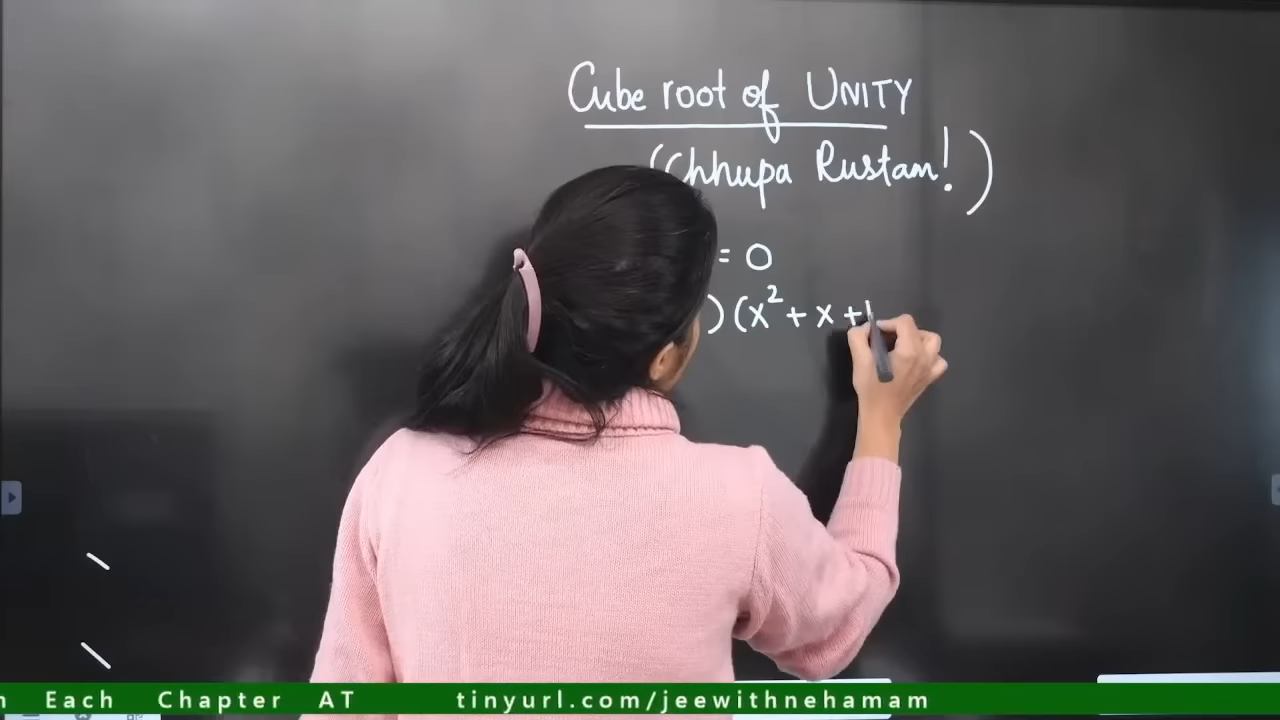 Cube root of UNITY
(Chhupa Rustam!)
= 0
) (x² + x + 1
Each Chapter AT tinyurl.com/jeewithnehamam